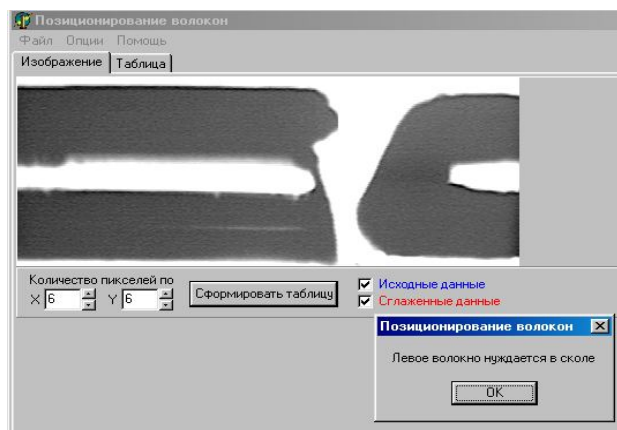 Позиционирование волокон
Файл Опции Помощь
Изображение Таблица
Количество пикселей по
X 6 Y 6
Сформировать таблицу
Исходные данные
Сглаженные данные
Позиционирование волокон
Левое волокно нуждается в сколе
OK